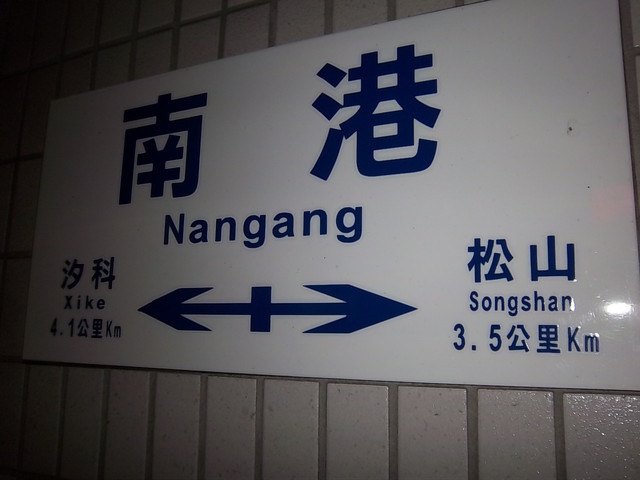 南港
Nangang
汐科
Xike
4.1公里Km
松山
Songshan
3.5公里Km